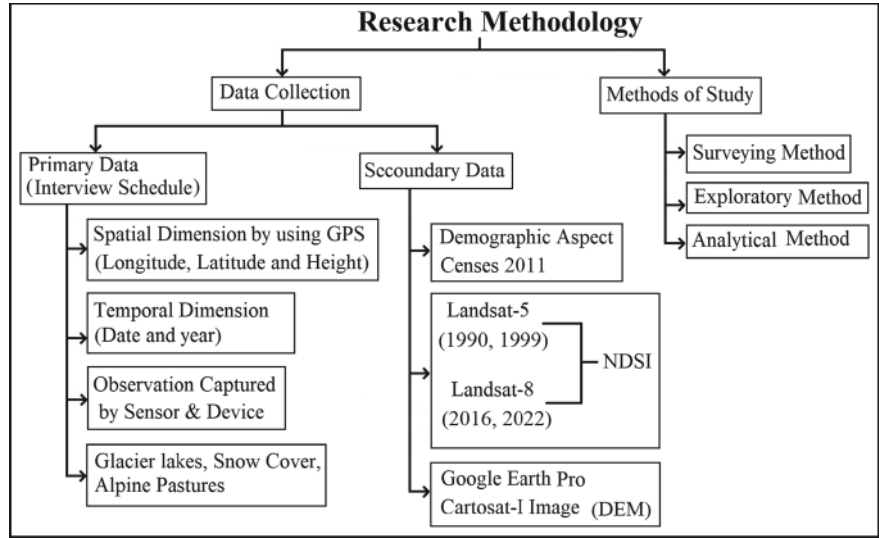 Research Methodology
Data Collection
Methods of Study
Primary Data
(Interview Schedule)
Spatial Dimension by using GPS
(Longitude, Latitude and Height)
Temporal Dimension
(Date and year)
Observation Captured
by Sensor & Device
Glacier lakes, Snow Cover,
Alpine Pastures
Secoundary Data
Demographic Aspect
Censes 2011
Landsat-5
(1990, 1999)
NDSI
Landsat-8
(2016, 2022)
Google Earth Pro
Cartosat-I Image (DEM)
Surveying Method
Exploratory Method
Analytical Method